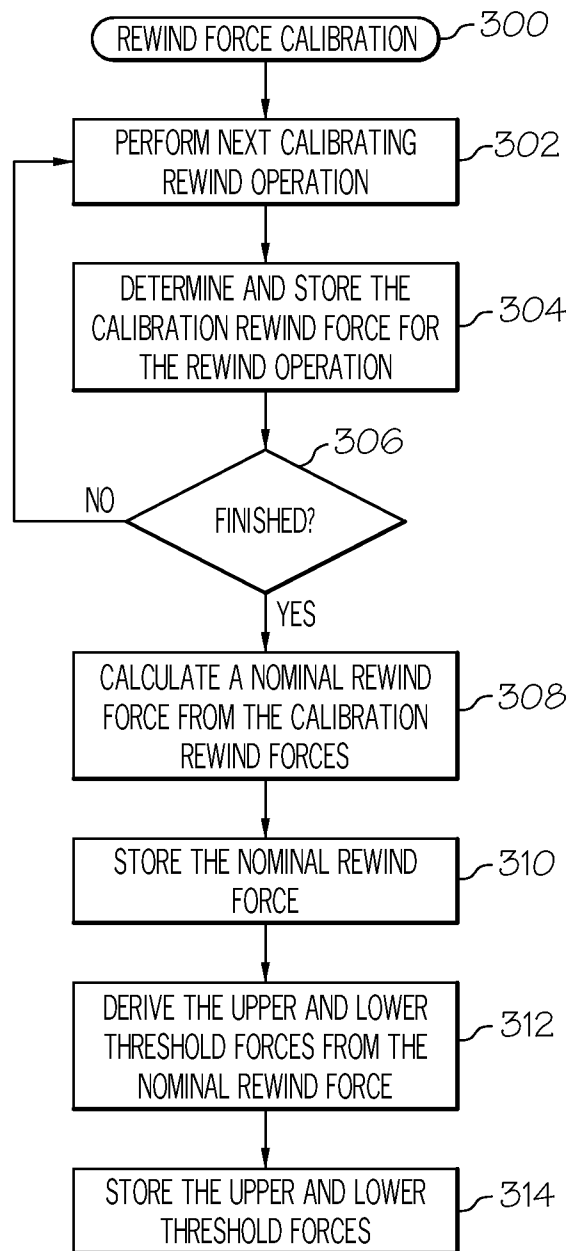 REWIND FORCE CALIBRATION
300
PERFORM NEXT CALIBRATING
REWIND OPERATION
302
DETERMINE AND STORE THE
CALIBRATION REWIND FORCE FOR
THE REWIND OPERATION
304
306
FINISHED?
NO
YES
CALCULATE A NOMINAL REWIND
FORCE FROM THE CALIBRATION
REWIND FORCES
308
STORE THE NOMINAL REWIND
FORCE
310
DERIVE THE UPPER AND LOWER
THRESHOLD FORCES FROM THE
NOMINAL REWIND FORCE
312
STORE THE UPPER AND LOWER
THRESHOLD FORCES
314